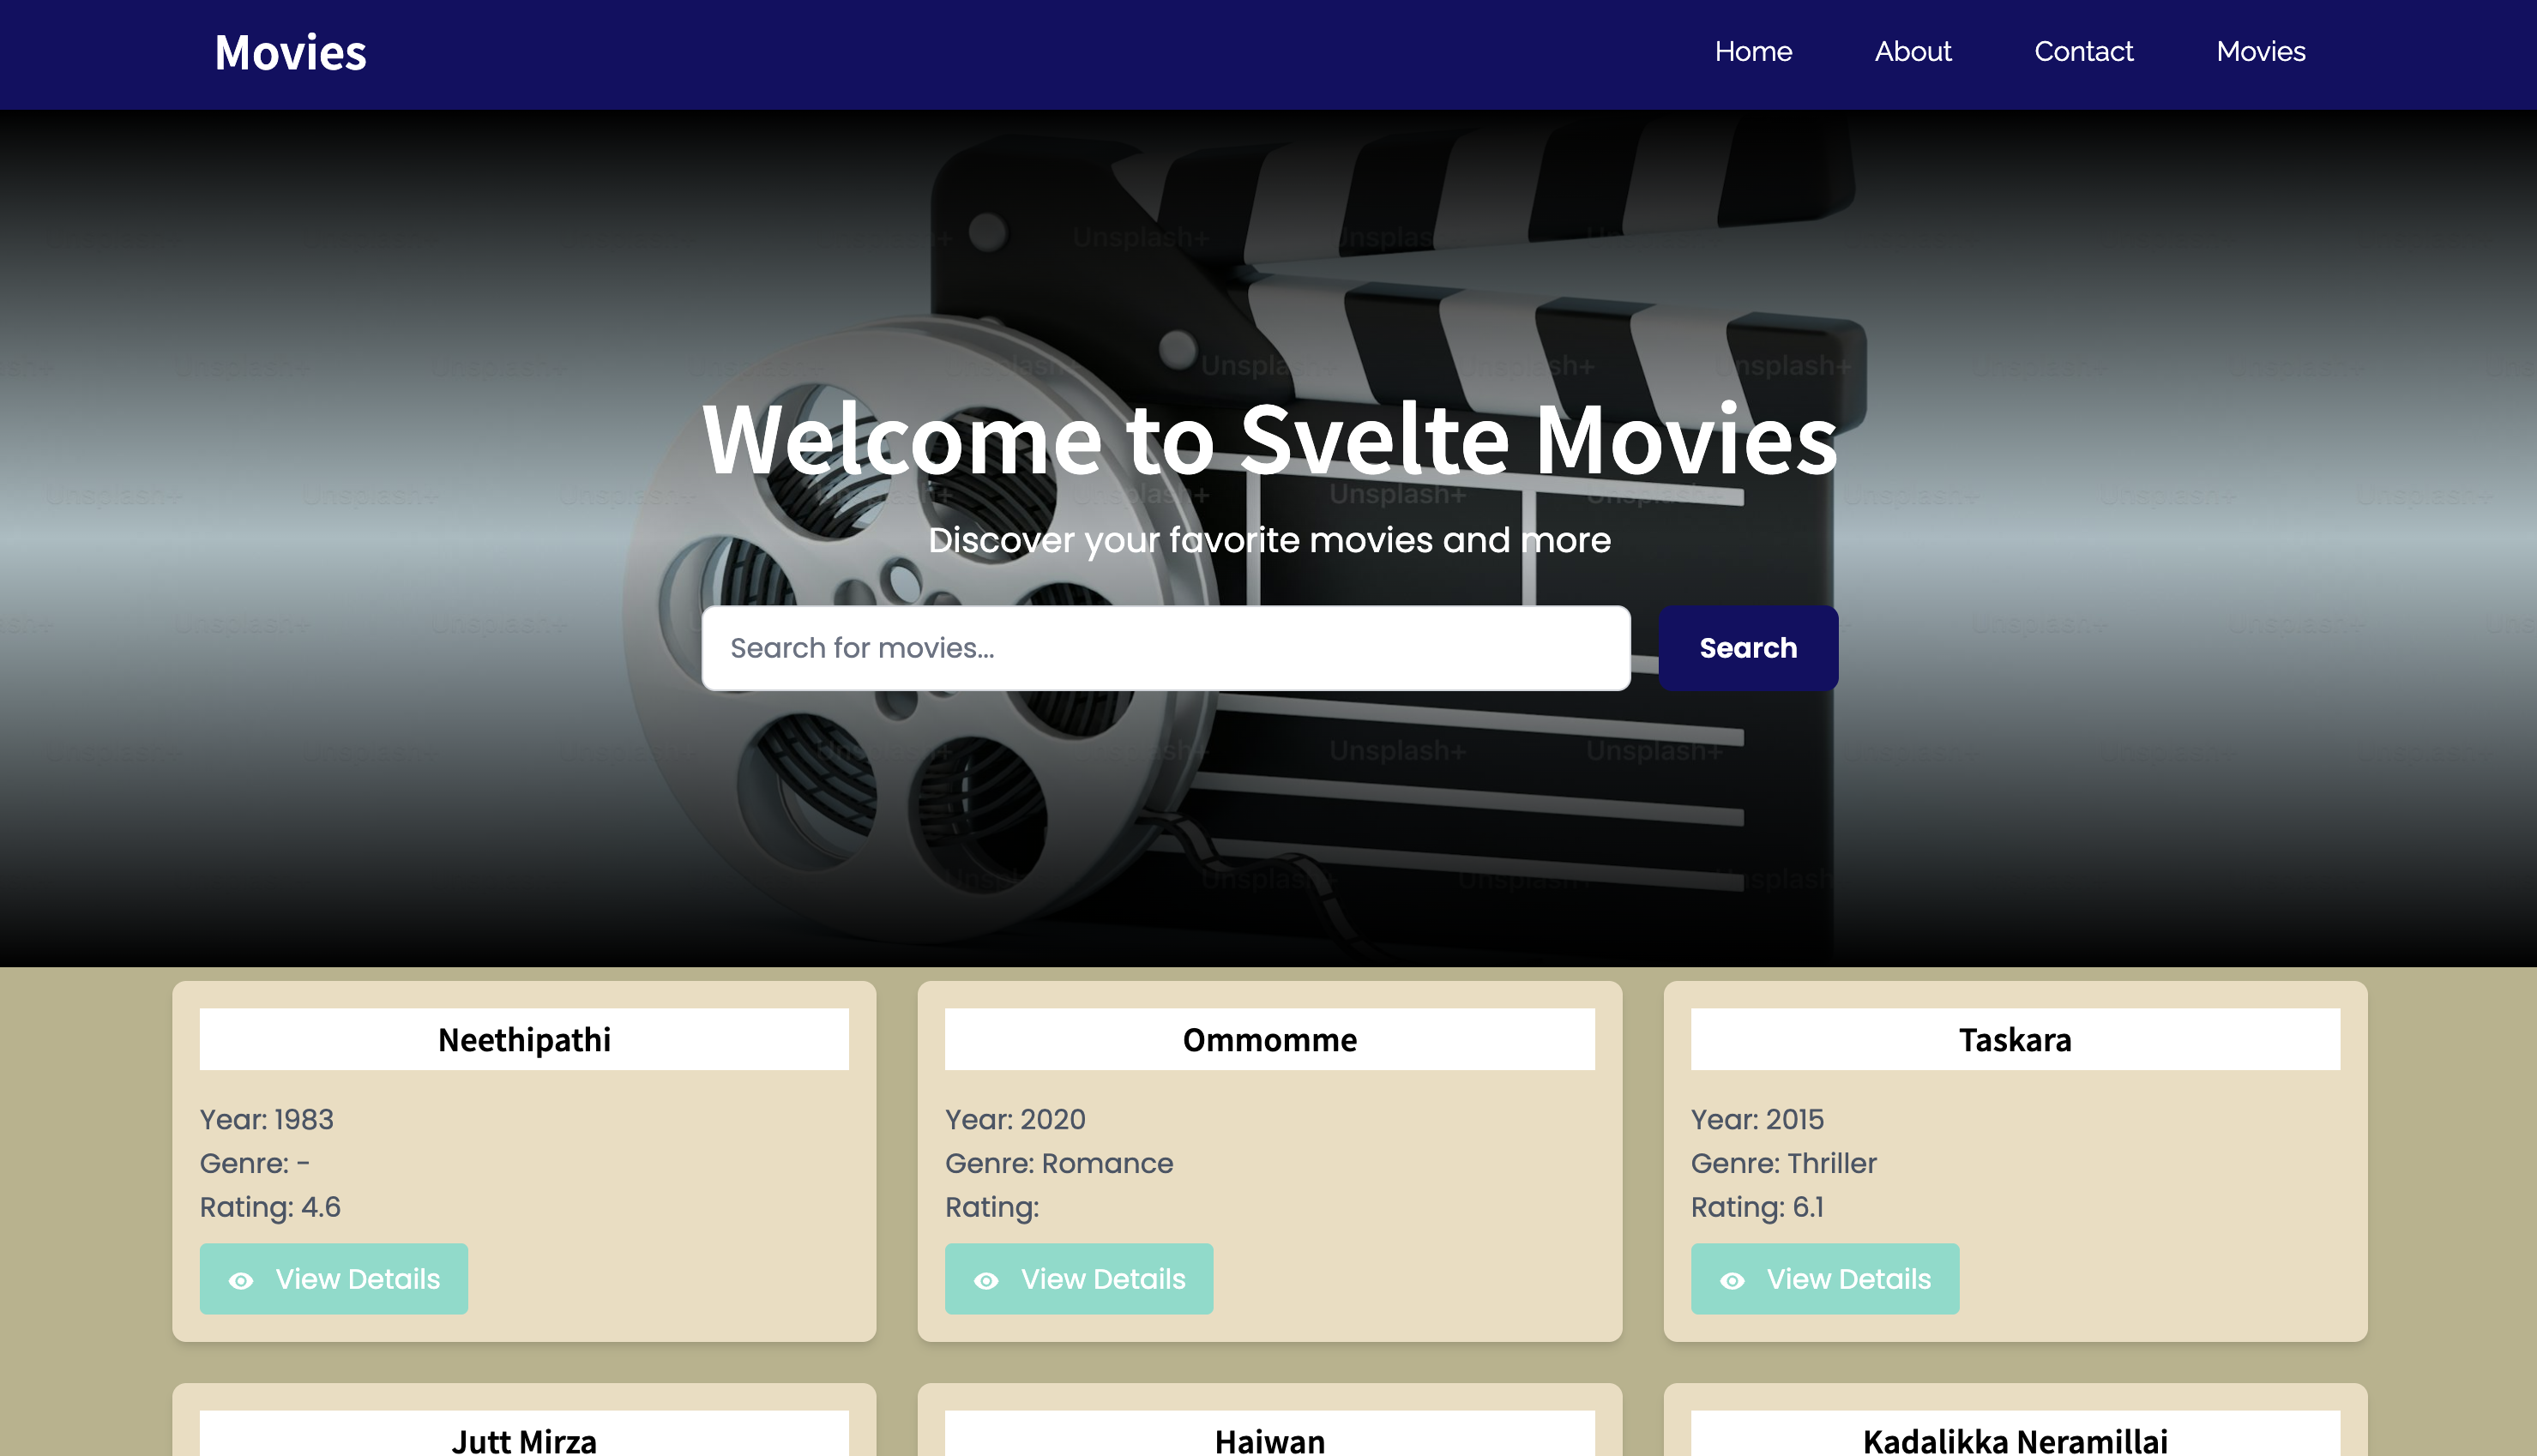 Movies
Home About Contact Movies
Welcome to Svelte Movies
Discover your favorite movies and more
Search for movies...
Search
Unsplash+
Neethipathi
Year: 1983
Genre: -
Rating: 4.6
View Details
Ommomme
Year: 2020
Genre: Romance
Rating:
View Details
Taskara
Year: 2015
Genre: Thriller
Rating: 6.1
View Details
Jutt Mirza
Haiwan
Kadalikka Neramillai